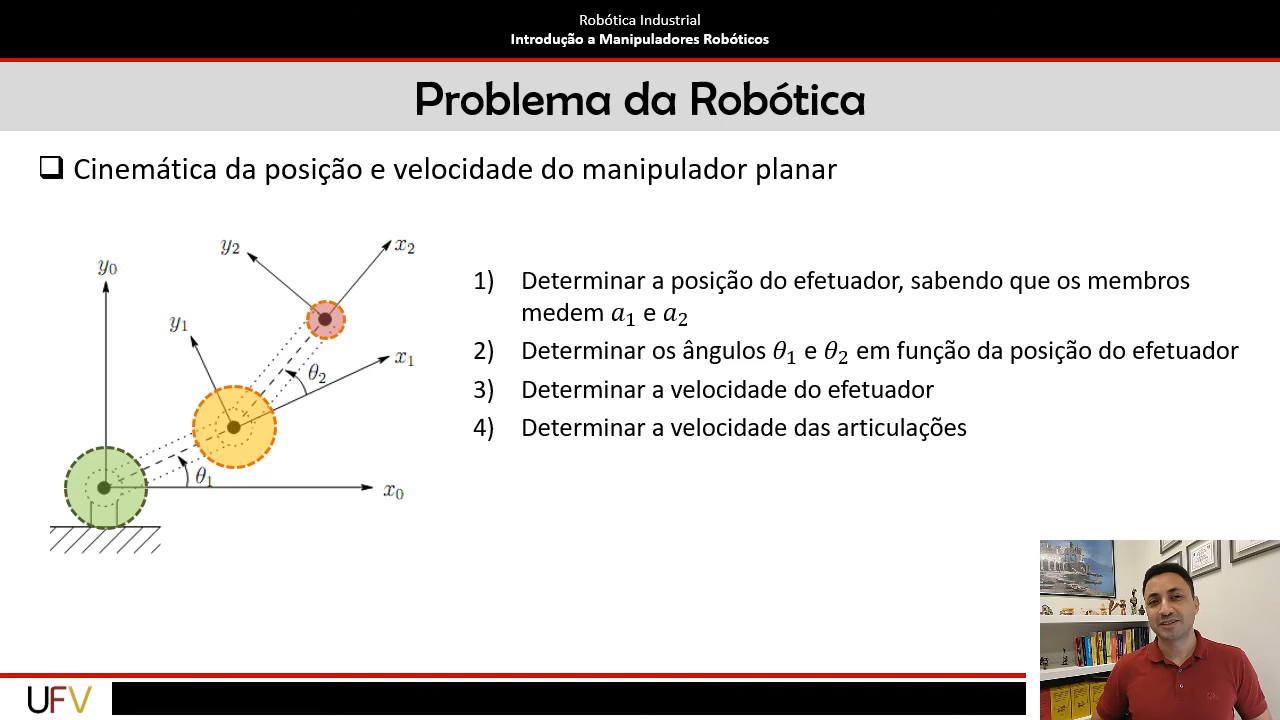 Robótica Industrial
Introdução a Manipuladores Robóticos
Problema da Robótica
Cinemática da posição e velocidade do manipulador planar
y₂
x₂
y₀
y₁
x₁
θ₂
θ₁
x₀
1) Determinar a posição do efetuador, sabendo que os membros
medem a₁ e a₂
2) Determinar os ângulos θ₁ e θ₂ em função da posição do efetuador
3) Determinar a velocidade do efetuador
4) Determinar a velocidade das articulações
UFV